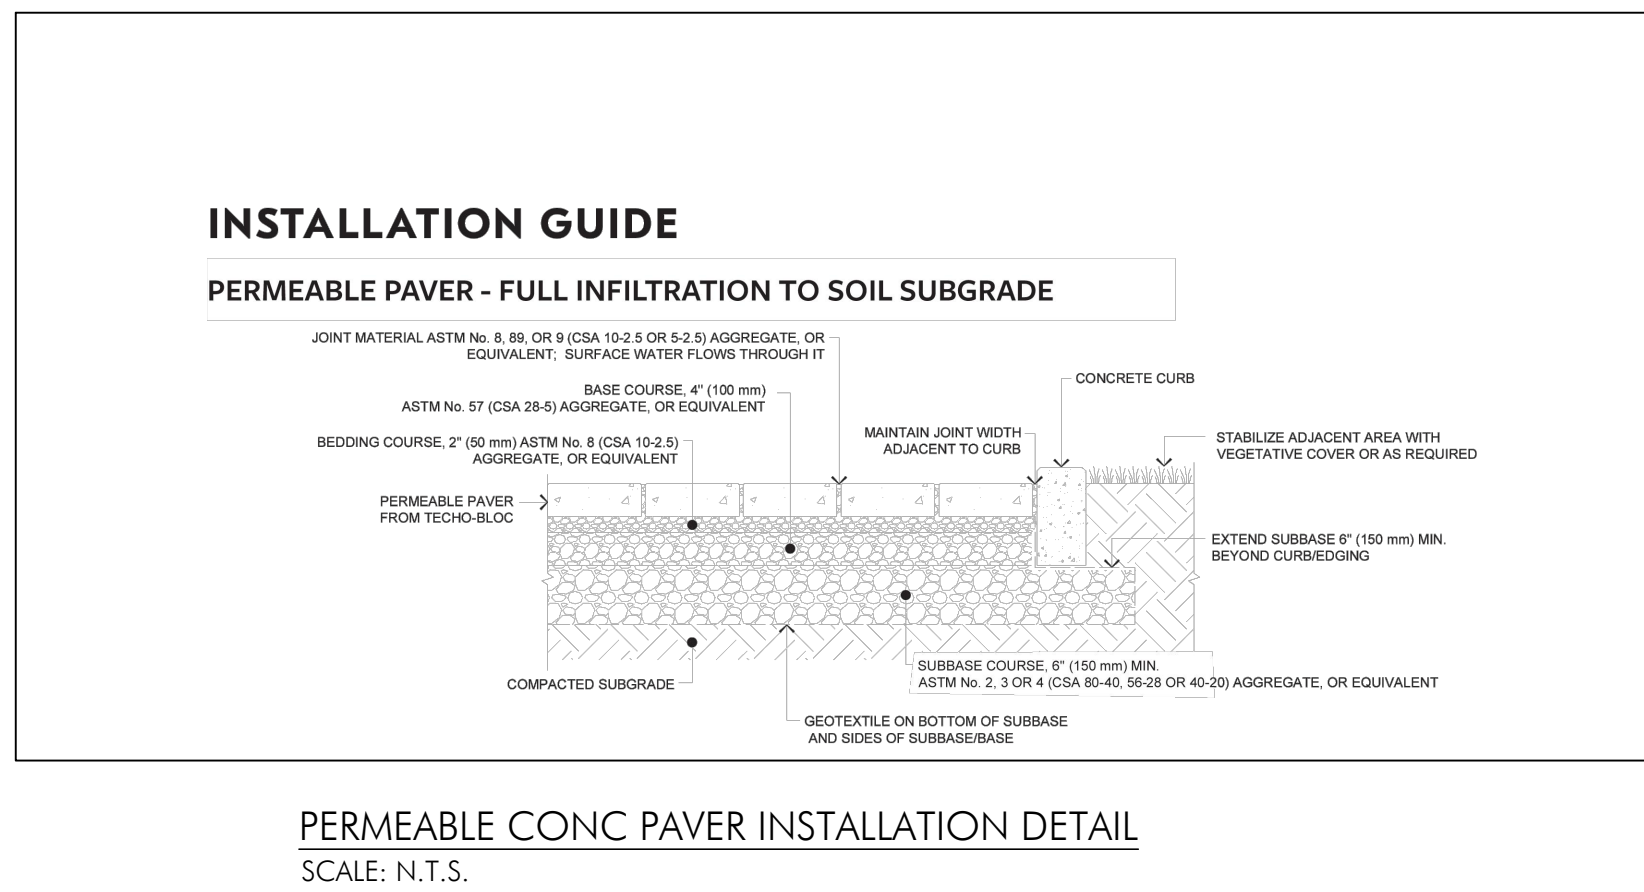 INSTALLATION GUIDE
PERMEABLE PAVER - FULL INFILTRATION TO SOIL SUBGRADE
JOINT MATERIAL ASTM No. 8, 89, OR 9 (CSA 10-2.5 OR 5-2.5) AGGREGATE, OR
EQUIVALENT; SURFACE WATER FLOWS THROUGH IT
CONCRETE CURB
BASE COURSE, 4" (100 mm)
ASTM No. 57 (CSA 28-5) AGGREGATE, OR EQUIVALENT
MAINTAIN JOINT WIDTH
ADJACENT TO CURB
BEDDING COURSE, 2" (50 mm) ASTM No. 8 (CSA 10-2.5)
AGGREGATE, OR EQUIVALENT
STABILIZE ADJACENT AREA WITH
VEGETATIVE COVER OR AS REQUIRED
PERMEABLE PAVER
FROM TECHO-BLOC
EXTEND SUBBASE 6" (150 mm) MIN.
BEYOND CURB/EDGING
SUBBASE COURSE, 6" (150 mm) MIN.
ASTM No. 2, 3 OR 4 (CSA 80-40, 56-28 OR 40-20) AGGREGATE, OR EQUIVALENT
COMPACTED SUBGRADE
GEOTEXTILE ON BOTTOM OF SUBBASE
AND SIDES OF SUBBASE/BASE
PERMEABLE CONC PAVER INSTALLATION DETAIL
SCALE: N.T.S.